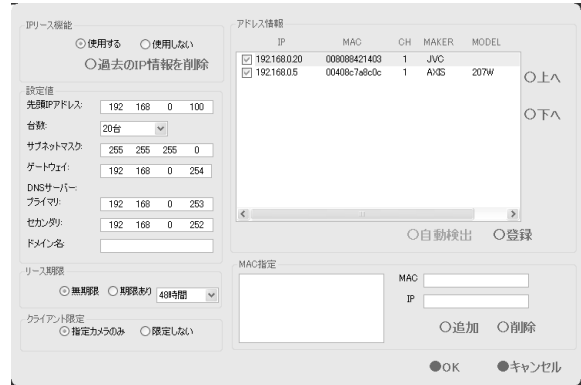 IPリース機能
使用する 使用しない
過去のIP情報を削除
設定値
先頭IPアドレス: 192 168 0 100
台数: 20台
サブネットマスク: 255 255 255 0
ゲートウェイ: 192 168 0 254
DNSサーバー:
プライマリ: 192 168 0 253
セカンダリ: 192 168 0 252
ドメイン名:
リース期限
無期限 期限あり 48時間
クライアント限定
指定カメラのみ 限定しない
アドレス情報
IP MAC CH MAKER MODEL
192.168.0.20 008088421403 1 JVC
192.168.0.5 00408c7a8c0c 1 AXIS 207W
上へ
下へ
自動検出 登録
MAC指定
MAC
IP
追加 削除
OK キャンセル